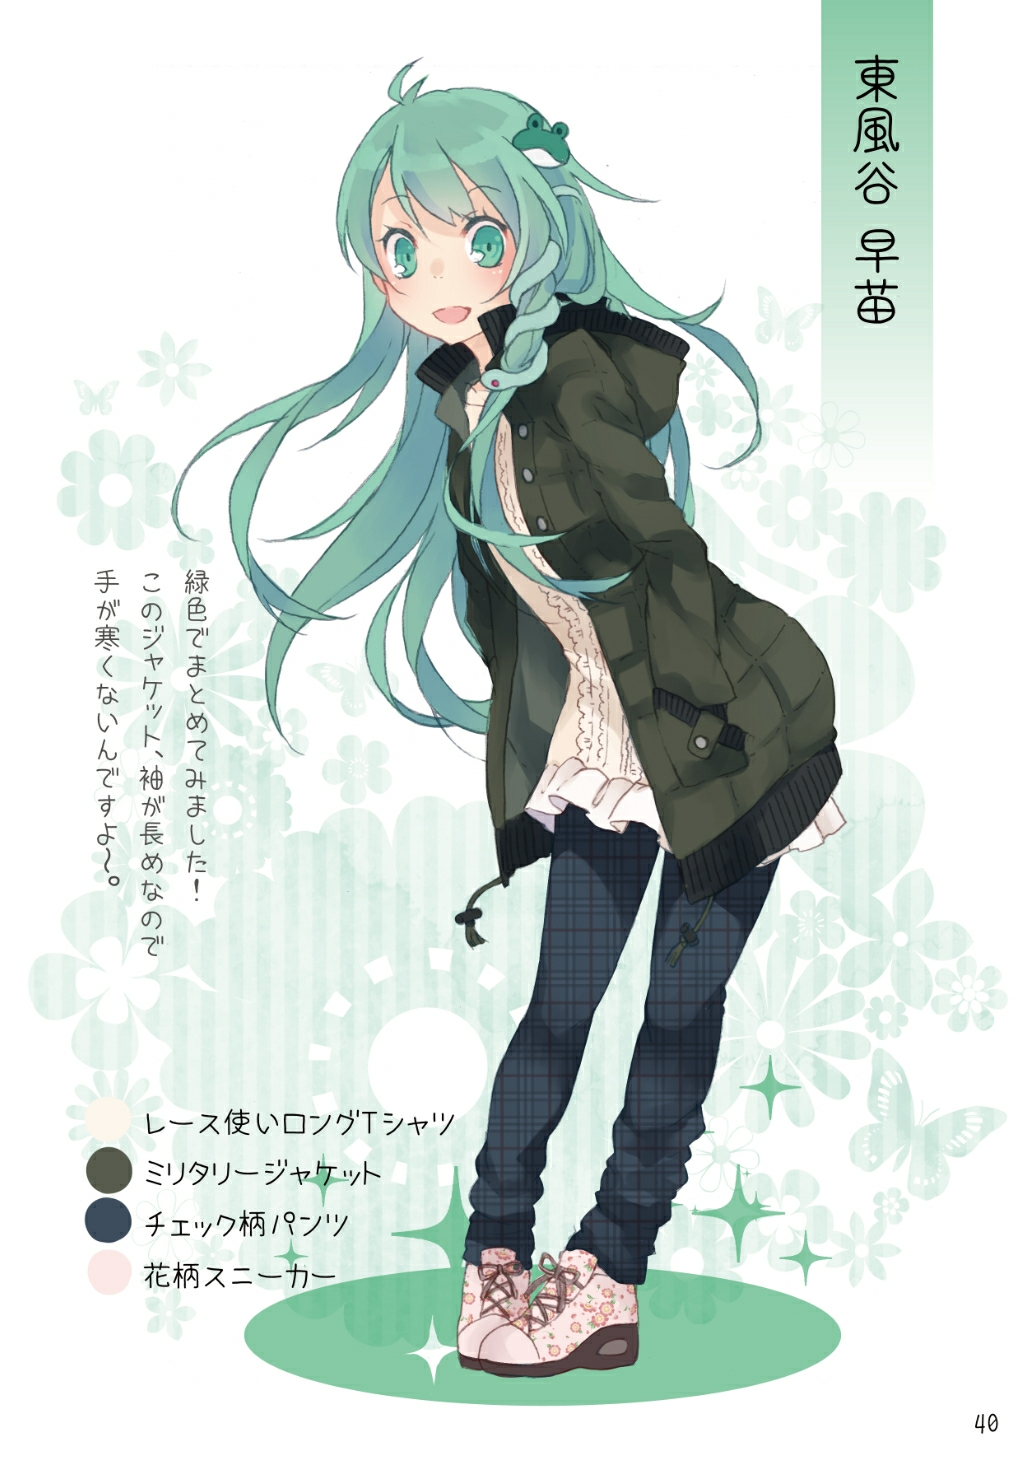 東風谷 早苗
緑色でまとめてみました！
このジャケット、袖が長めなので
手が寒くないんですよ〜。
レース使いロングTシャツ
ミリタリージャケット
チェック柄パンツ
花柄スニーカー
40